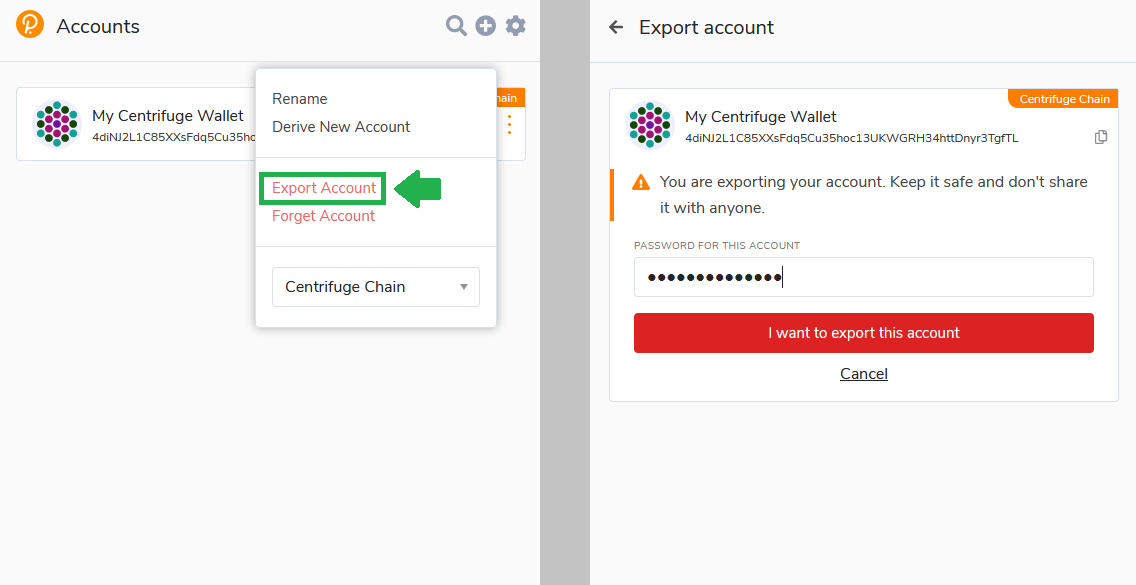 Accounts
My Centrifuge Wallet
4diNJ2L1C85XXsFdq5Cu35hc
hain
Rename
Derive New Account
Export Account
Forget Account
Centrifuge Chain
Export account
Centrifuge Chain
My Centrifuge Wallet
4diNJ2L1C85XXsFdq5Cu35hoc13UKWGRH34httDnyr3TgfTL
You are exporting your account. Keep it safe and don't share
it with anyone.
PASSWORD FOR THIS ACCOUNT
●●●●●●●●●●●●●●
I want to export this account
Cancel